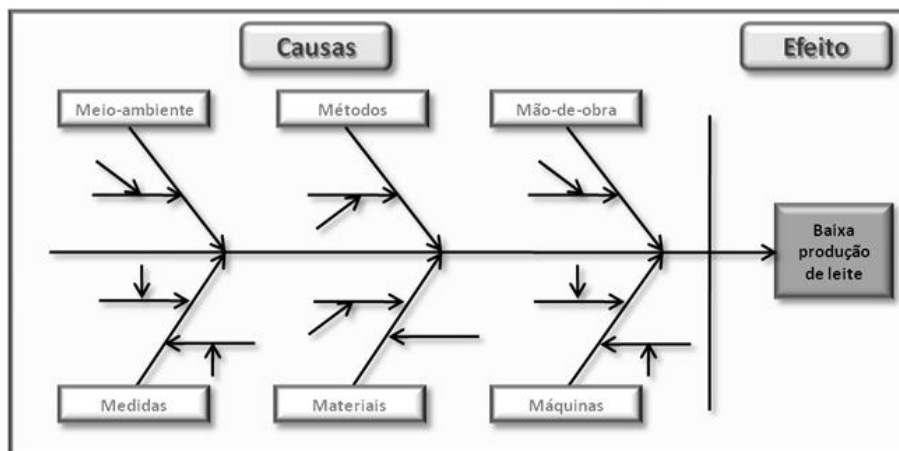 Causas
Efeito
Meio-ambiente
Métodos
Mão-de-obra
Baixa
produção
de leite
Medidas
Materiais
Máquinas